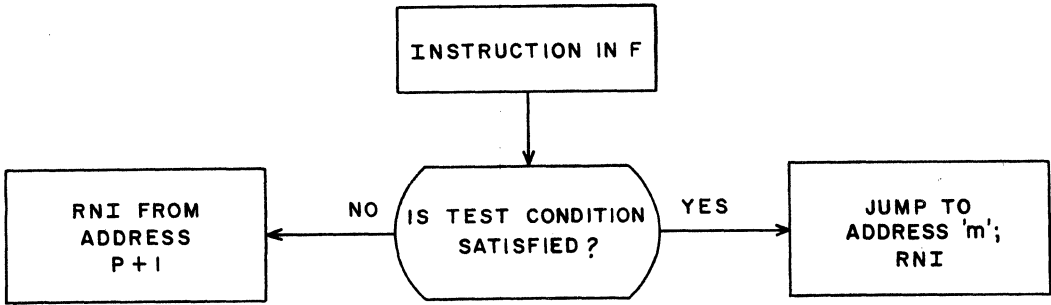 INSTRUCTION IN F
RNI FROM
ADDRESS
P+1
NO
IS TEST CONDITION
SATISFIED?
YES
JUMP TO
ADDRESS 'm';
RNI